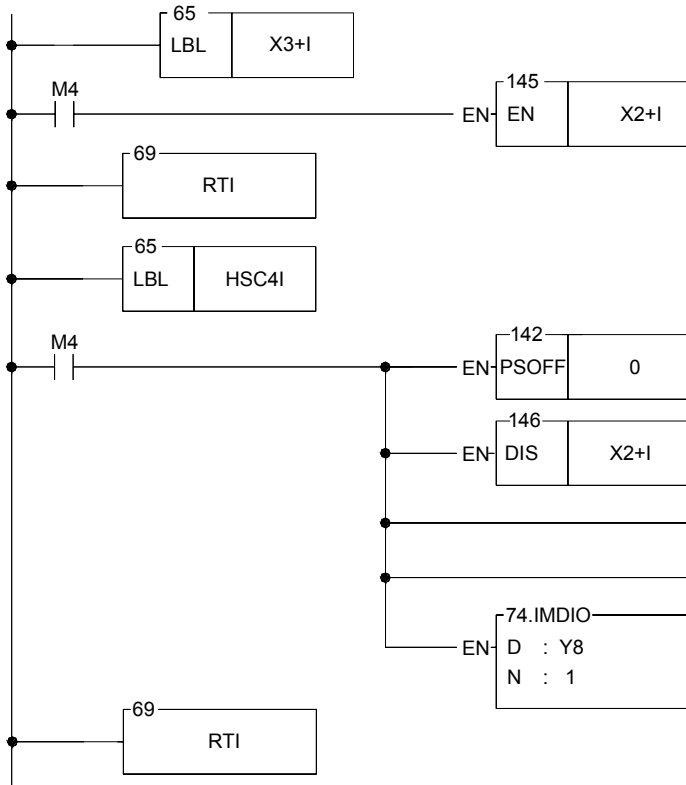 65
LBL X3+I
M4
145
EN EN X2+I
69
RTI
65
LBL HSC4I
M4
142
EN PSOFF 0
146
EN DIS X2+I
74.IMDIO
EN D : Y8
N : 1
69
RTI